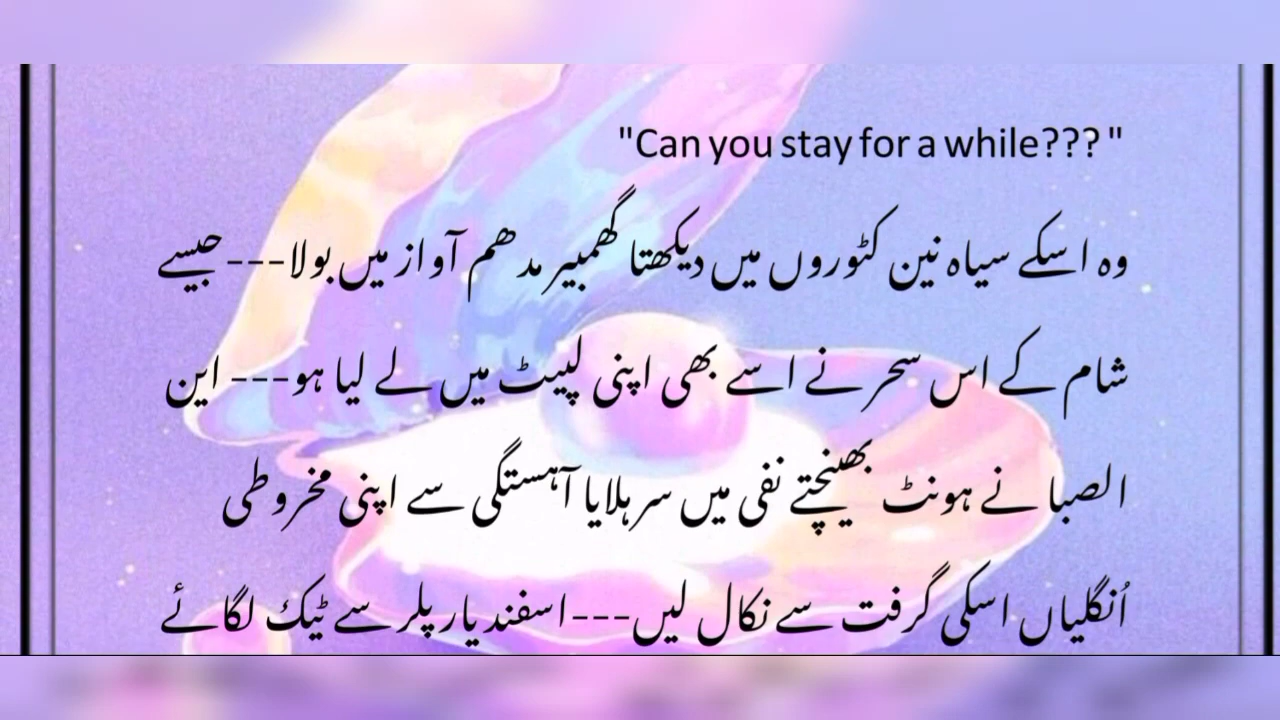 "Can you stay for a while??? "
وہ اسکے سیاہ نین کٹوروں میں دیکھتا گھمبیر مدھم آواز میں بولا--- جیسے
شام کے اس سحر نے اسے بھی اپنی لپیٹ میں لے لیا ہو--- این
الصبا نے ہونٹ بھینچتے نفی میں سر ہلایا آہستگی سے اپنی مخروطی
اُنگلیاں اسکی گرفت سے نکال لیں--- اسفند یار پلر سے ٹیک لگائے